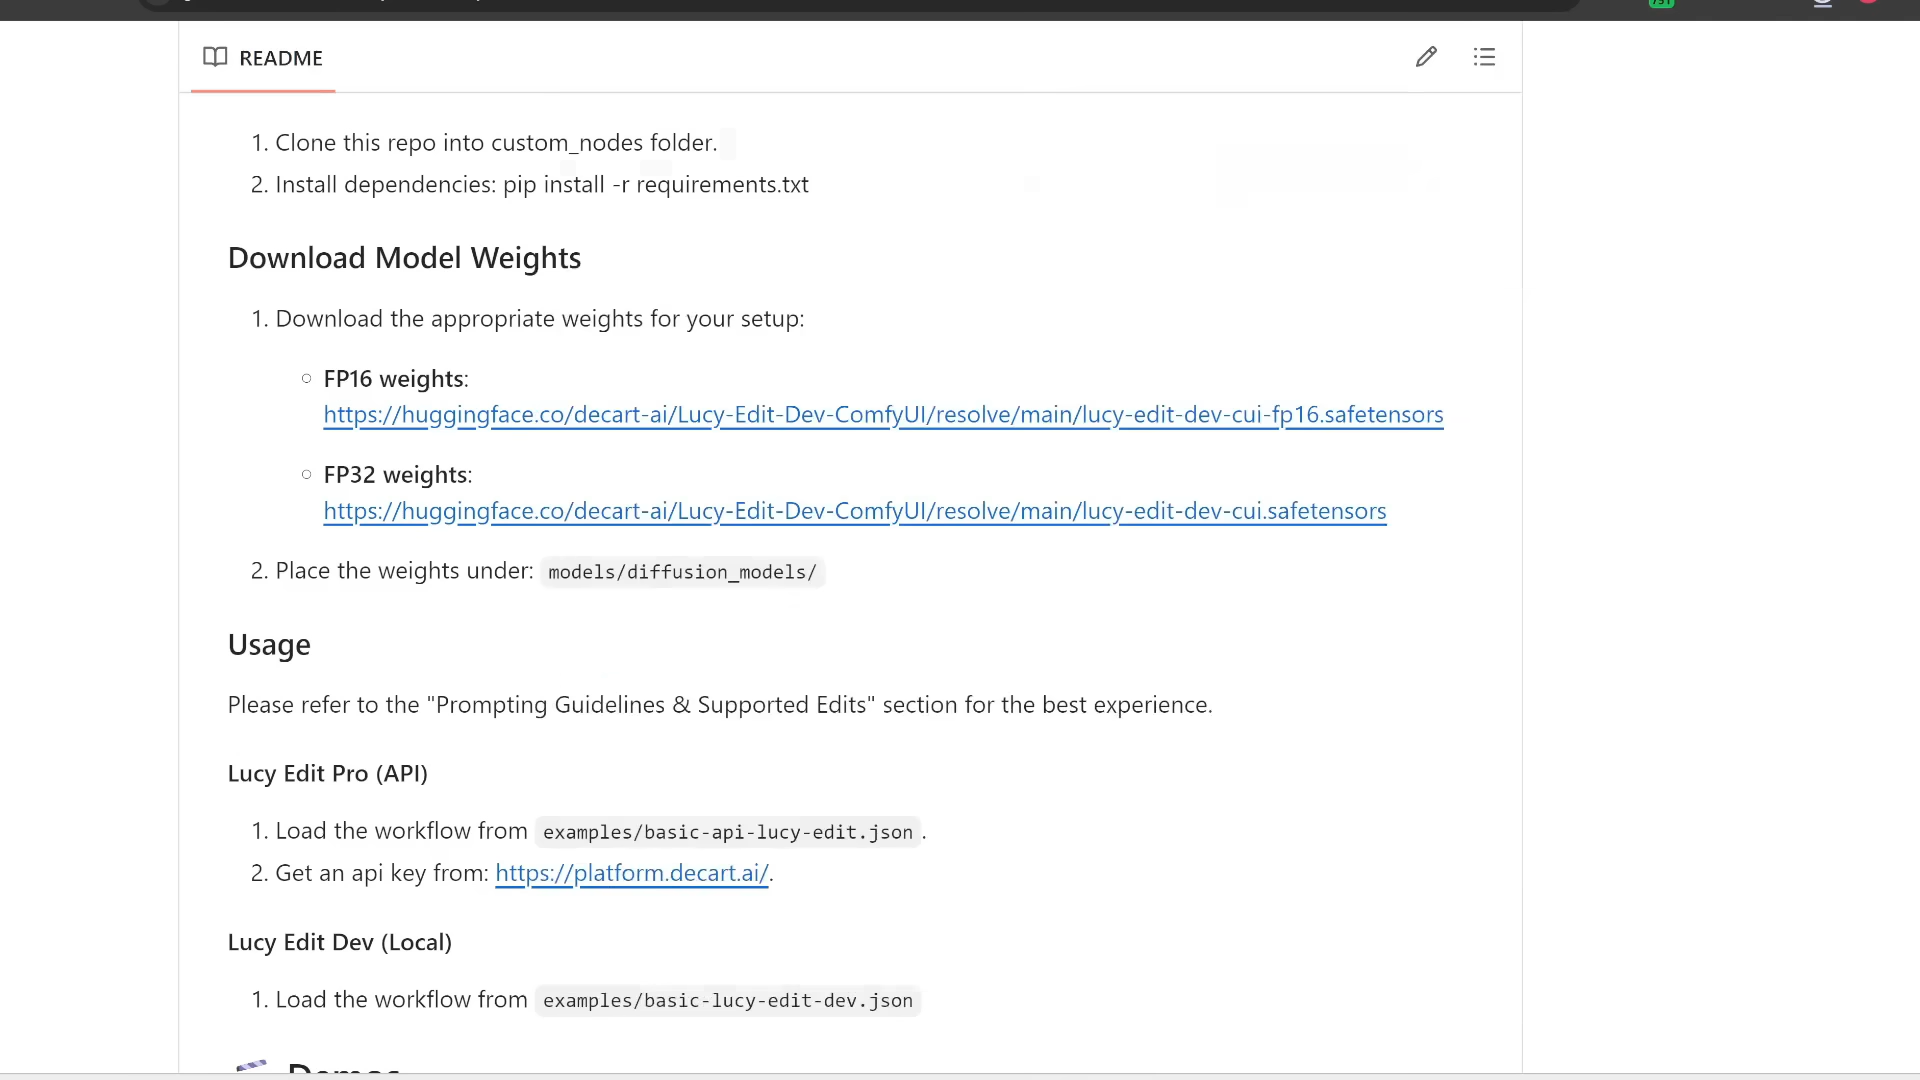 README
1. Clone this repo into custom_nodes folder.
2. Install dependencies: pip install -r requirements.txt
Download Model Weights
1. Download the appropriate weights for your setup:
○ FP16 weights:
https://huggingface.co/decart-ai/Lucy-Edit-Dev-ComfyUI/resolve/main/lucy-edit-dev-cui-fp16.safetensors
○ FP32 weights:
https://huggingface.co/decart-ai/Lucy-Edit-Dev-ComfyUI/resolve/main/lucy-edit-dev-cui.safetensors
2. Place the weights under: models/diffusion_models/
Usage
Please refer to the "Prompting Guidelines & Supported Edits" section for the best experience.
Lucy Edit Pro (API)
1. Load the workflow from examples/basic-api-lucy-edit.json.
2. Get an api key from: https://platform.decart.ai/.
Lucy Edit Dev (Local)
1. Load the workflow from examples/basic-lucy-edit-dev.json